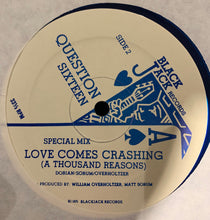 QUESTION
SIXTEEN
SIDE 2
BLACK
JACK
RECORDS
A
SPECIAL MIX
LOVE COMES CRASHING
(A THOUSAND REASONS)
DORIAN-SORUM/OVERHOLTZER
PRODUCED BY: WILLIAM OVERHOLTZER, MATT SORUM
BLACKJACK RECORDS